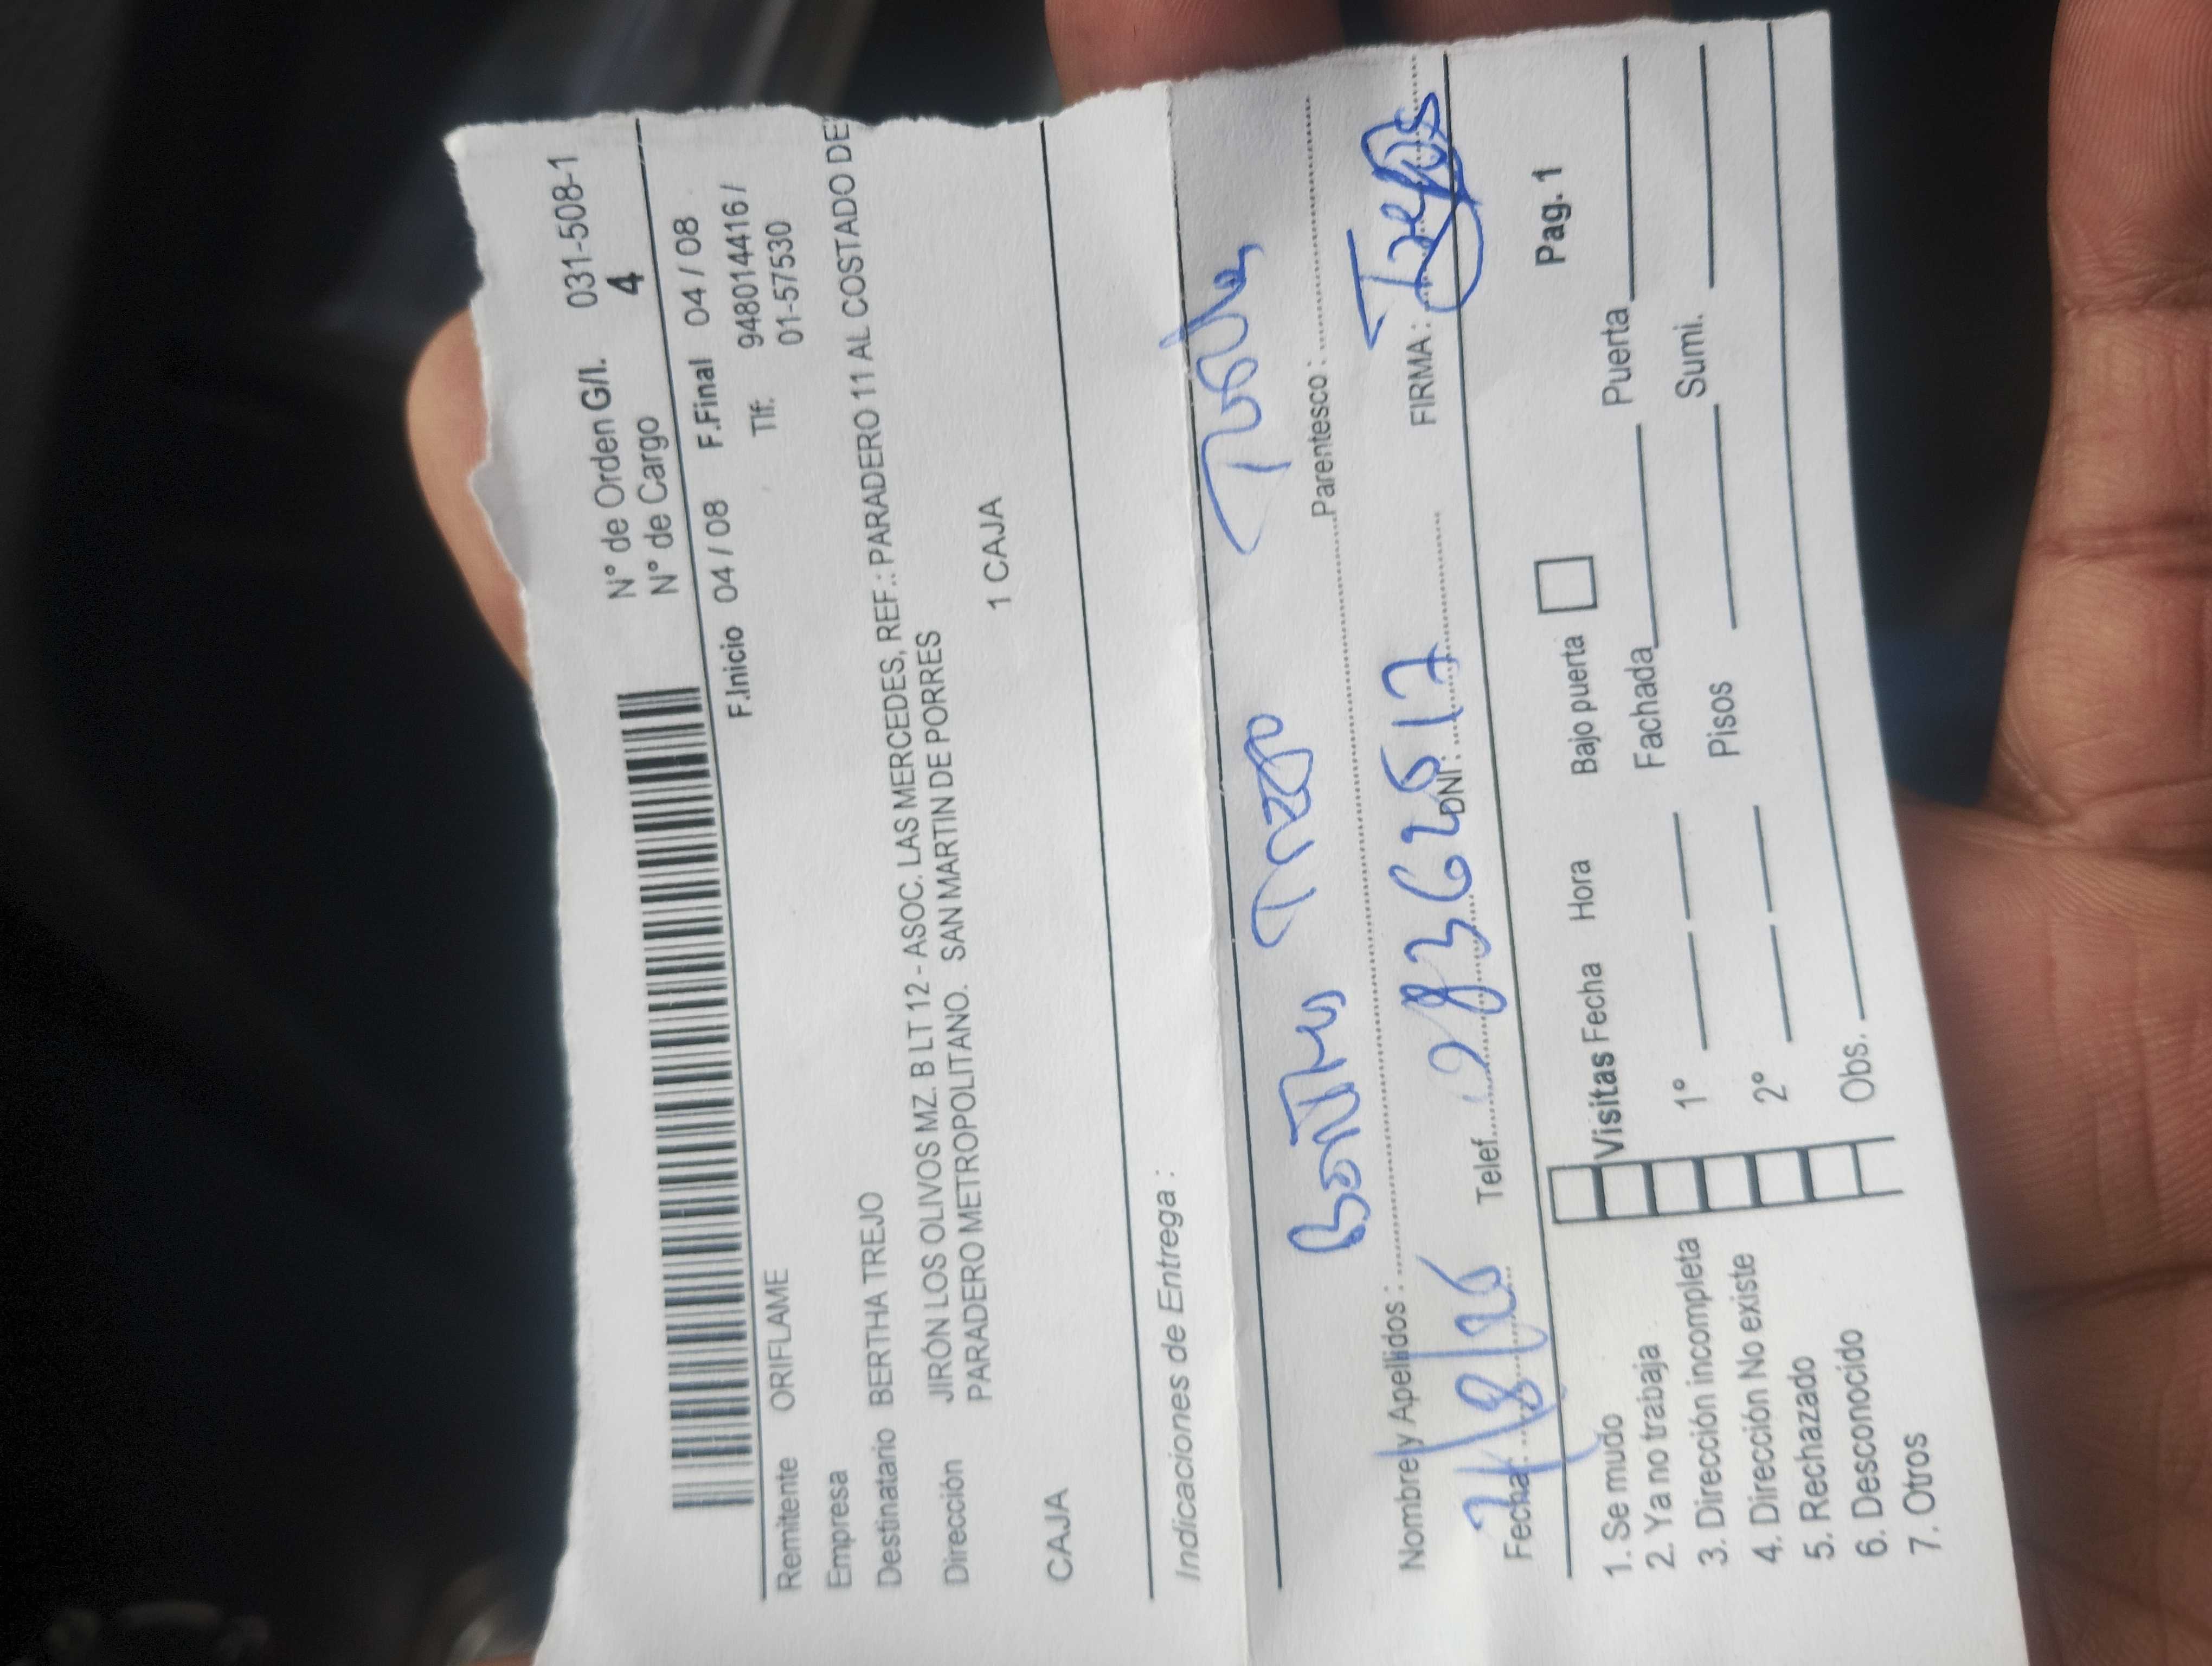 N° de Orden G/I. 031-508-1
N° de Cargo 4
F.Inicio 04 / 08 F.Final 04 / 08
Remitente ORIFLAME
Tlf. 948014416 /
01-57530
Empresa
Destinatario BERTHA TREJO
Dirección JIRÓN LOS OLIVOS MZ. B LT 12 - ASOC. LAS MERCEDES, REF.: PARADERO 11 AL COSTADO DE
PARADERO METROPOLITANO. SAN MARTIN DE PORRES
CAJA 1 CAJA
Indicaciones de Entrega :
Nombre y Apellidos : Parentesco :
Fecha: Telef. DNI : FIRMA :
Pag. 1
Visitas Fecha Hora Bajo puerta
1. Se mudo
2. Ya no trabaja 1° Fachada Puerta
3. Dirección incompleta
4. Dirección No existe 2° Pisos Sumi.
5. Rechazado
6. Desconocido Obs.
7. Otros